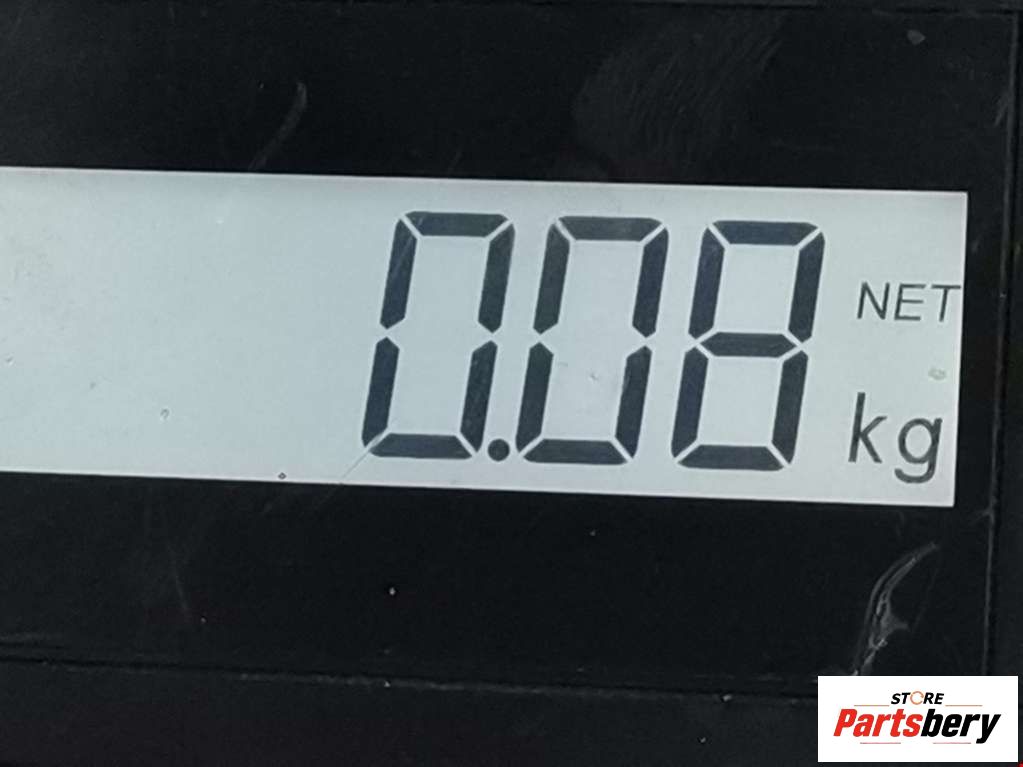 0.08
NET
kg
STORE
Partsbery